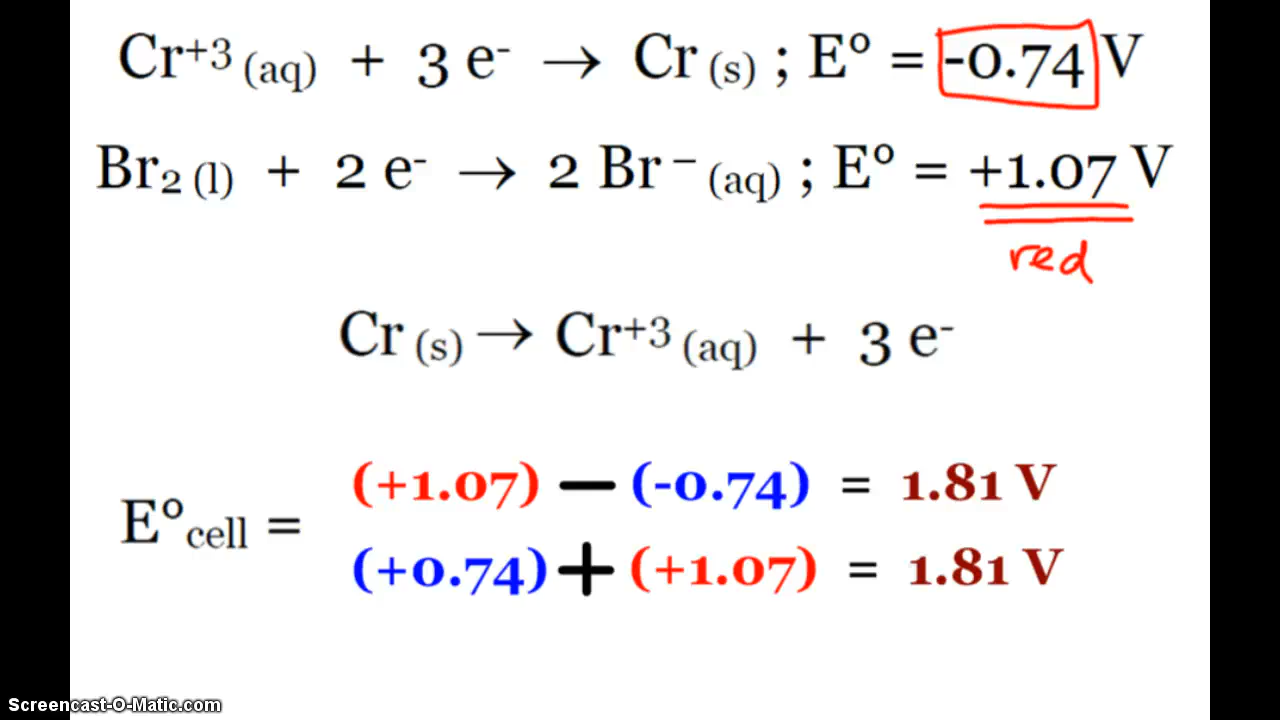 Cr⁺³ (aq) + 3 e⁻ → Cr (s) ; E° = -0.74 V
Br₂ (l) + 2 e⁻ → 2 Br ⁻ (aq) ; E° = +1.07 V
red
Cr (s) → Cr⁺³ (aq) + 3 e⁻
(+1.07) − (-0.74) = 1.81 V
E°cell =
(+0.74) + (+1.07) = 1.81 V
Screencast-O-Matic.com